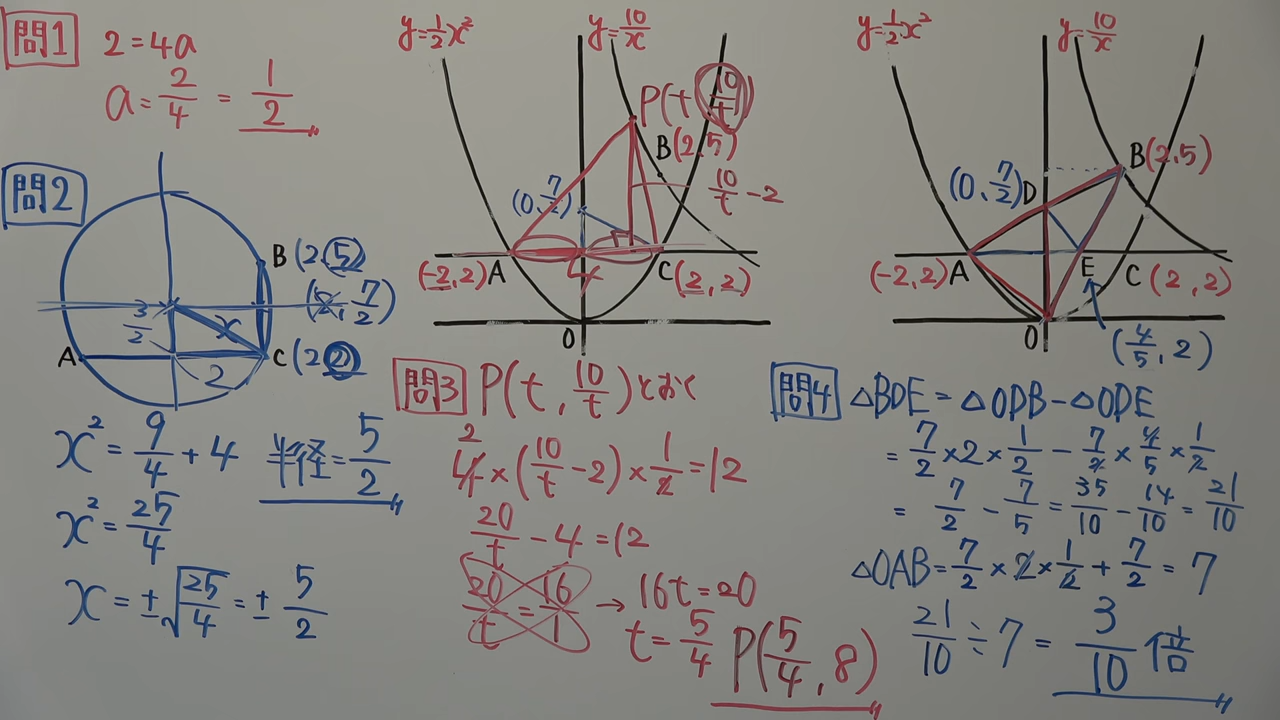 問1
2=4a
a=2/4=1/2
問2
B(2,5)
(2,7/2)
3/2
x
A
2
C(2,2)
x²=9/4+4
半径=5/2
x²=25/4
x=±√25/4=±5/2
y=1/2x²
y=10/x
P(t,10/t)
B(2,5)
(0,7/2)
10/t-2
(-2,2)A
4
C(2,2)
O
問3 P(t,10/t)とおく
2
4×(10/t-2)×1/2=12
20/t-4=12
20/t=16/1→16t=20
t=5/4 P(5/4,8)
y=1/2x²
y=10/x
B(2,5)
(0,7/2)D
(-2,2)A
E
C(2,2)
O
(4/5,2)
問4 △BDE=△ODB-△ODE
=7/2×2×1/2-7/2×4/5×1/2
=7/2-7/5=35/10-14/10=21/10
△OAB=7/2×2×1/2+7/2=7
21/10÷7=3/10倍